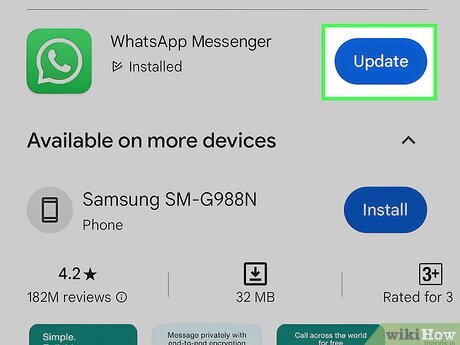 WhatsApp Messenger
Installed
Update
Available on more devices
Samsung SM-G988N
Phone
Install
4.2★
182M reviews
32 MB
3+
Rated for 3
Simple.
Message privately with
end-to-end encryption
Call across the world
for free
wikiHow